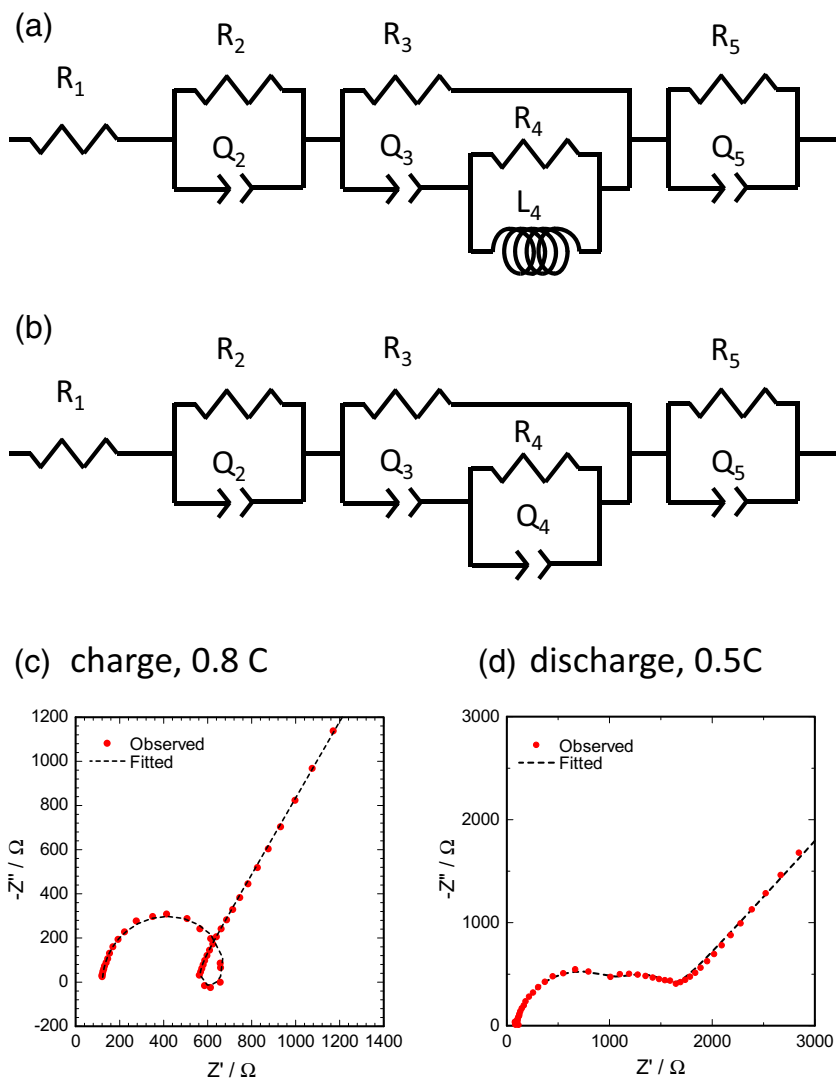 (a)
R₁ R₂ R₃ R₅
Q₂ Q₃ R₄ Q₅
L₄
(b)
R₁ R₂ R₃ R₅
Q₂ Q₃ R₄ Q₅
Q₄
(c) charge, 0.8 C
1200
1000
800
600
400
200
0
-200
-Z" / Ω
Observed
Fitted
0 200 400 600 800 1000 1200 1400
Z' / Ω
(d) discharge, 0.5C
3000
2000
1000
0
-Z" / Ω
Observed
Fitted
0 1000 2000 3000
Z' / Ω